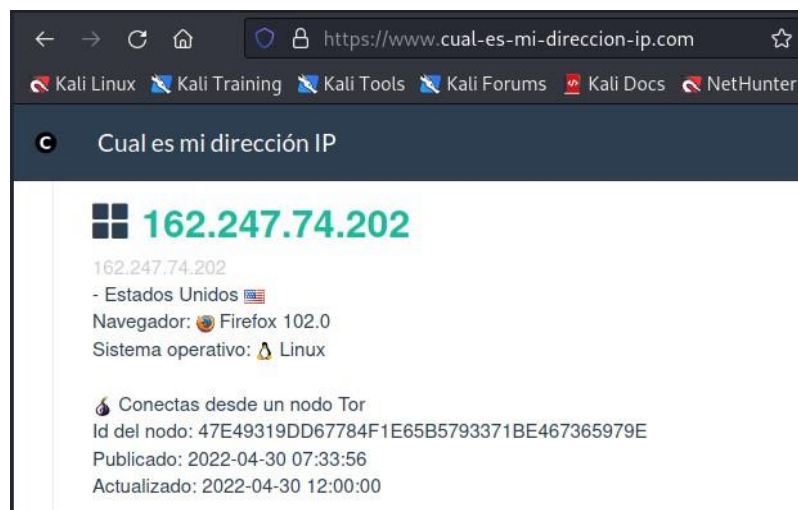 https://www.cual-es-mi-direccion-ip.com
Kali Linux Kali Training Kali Tools Kali Forums Kali Docs NetHunter
C Cual es mi dirección IP
162.247.74.202
162.247.74.202
- Estados Unidos
Navegador: Firefox 102.0
Sistema operativo: Linux
Conectas desde un nodo Tor
Id del nodo: 47E49319DD67784F1E65B5793371BE467365979E
Publicado: 2022-04-30 07:33:56
Actualizado: 2022-04-30 12:00:00